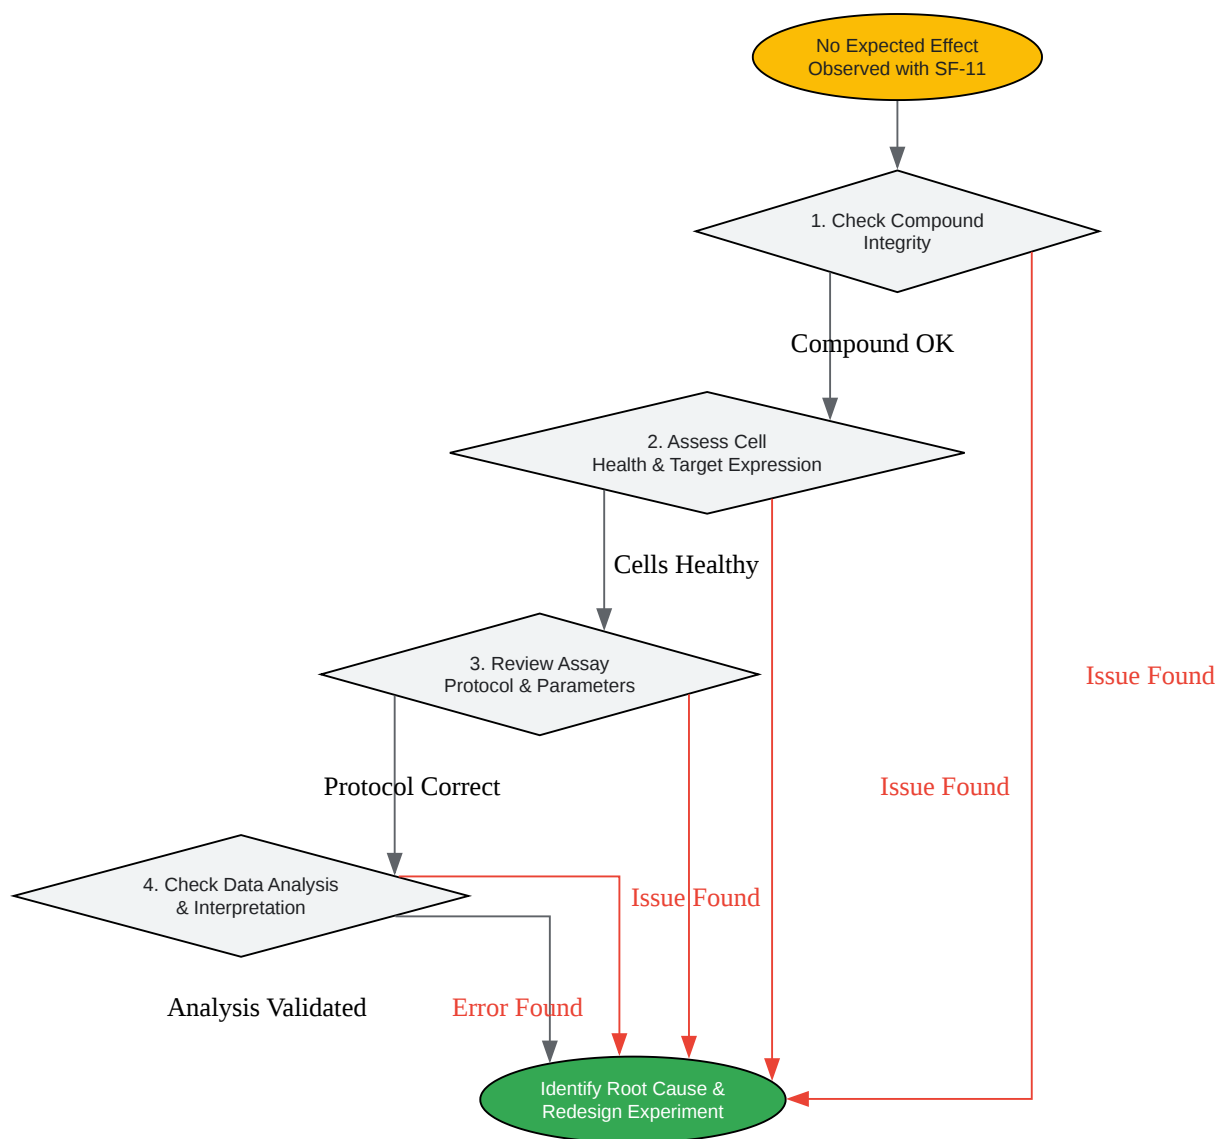 No Expected Effect
Observed with SF-11
1. Check Compound
Integrity
Compound OK
2. Assess Cell
Health & Target Expression
Cells Healthy
3. Review Assay
Protocol & Parameters
Issue Found
Protocol Correct
Issue Found
4. Check Data Analysis
& Interpretation
Issue Found
Analysis Validated
Error Found
Identify Root Cause &
Redesign Experiment